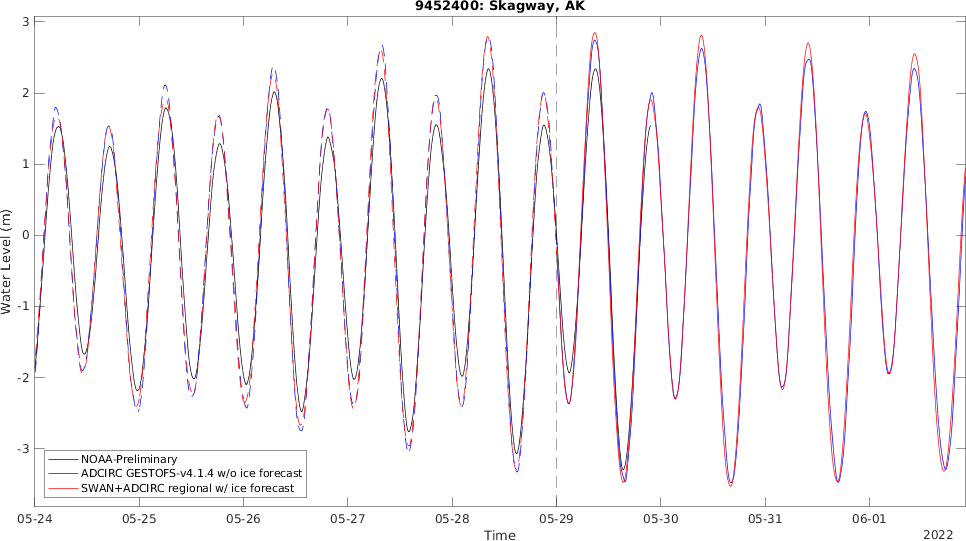 9452400: Skagway, AK
3
2
1
0
-1
-2
-3
Water Level (m)
NOAA-Preliminary
ADCIRC GESTOFS-v4.1.4 w/o ice forecast
SWAN+ADCIRC regional w/ ice forecast
05-24 05-25 05-26 05-27 05-28 05-29 05-30 05-31 06-01
Time
2022